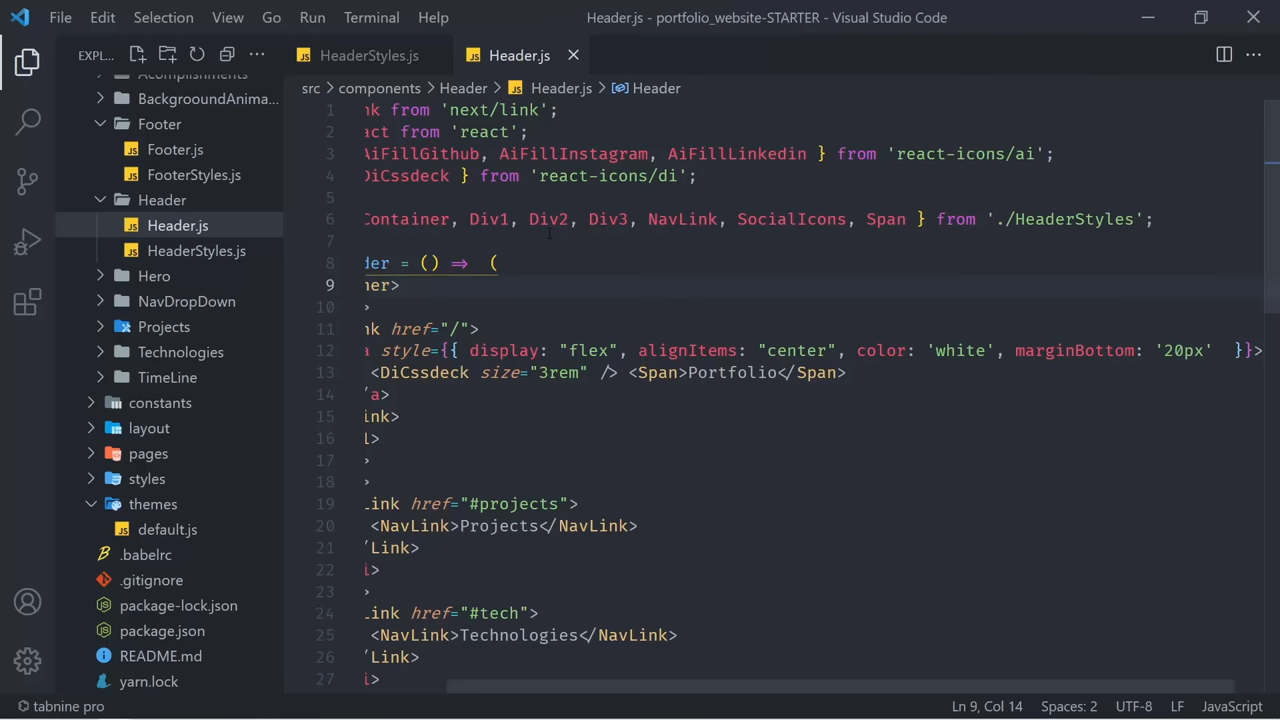 File Edit Selection View Go Run Terminal Help
Header.js - portfolio_website-STARTER - Visual Studio Code
EXPL...
HeaderStyles.js
Header.js
src > components > Header > Header.js > Header
Acomplishments
BackgrooundAnima...
Footer
Footer.js
FooterStyles.js
Header
Header.js
HeaderStyles.js
Hero
NavDropDown
Projects
Technologies
TimeLine
constants
layout
pages
styles
themes
default.js
.babelrc
.gitignore
package-lock.json
package.json
README.md
yarn.lock
1 nk from 'next/link';
2 act from 'react';
3 AiFillGithub, AiFillInstagram, AiFillLinkedin } from 'react-icons/ai';
4 DiCssdeck } from 'react-icons/di';
5
6 Container, Div1, Div2, Div3, NavLink, SocialIcons, Span } from './HeaderStyles';
7
8 der = () => (
9 ner>
10 >
11 nk href="/">
12 a style={{ display: "flex", alignItems: "center", color: 'white', marginBottom: '20px' }}>
13 <DiCssdeck size="3rem" /> <Span>Portfolio</Span>
14 /a>
15 ink>
16 1>
17 >
18 >
19 Link href="#projects">
20 <NavLink>Projects</NavLink>
21 /Link>
22 i>
23 >
24 Link href="#tech">
25 <NavLink>Technologies</NavLink>
26 /Link>
27 i>
tabnine pro
Ln 9, Col 14 Spaces: 2 UTF-8 LF JavaScript